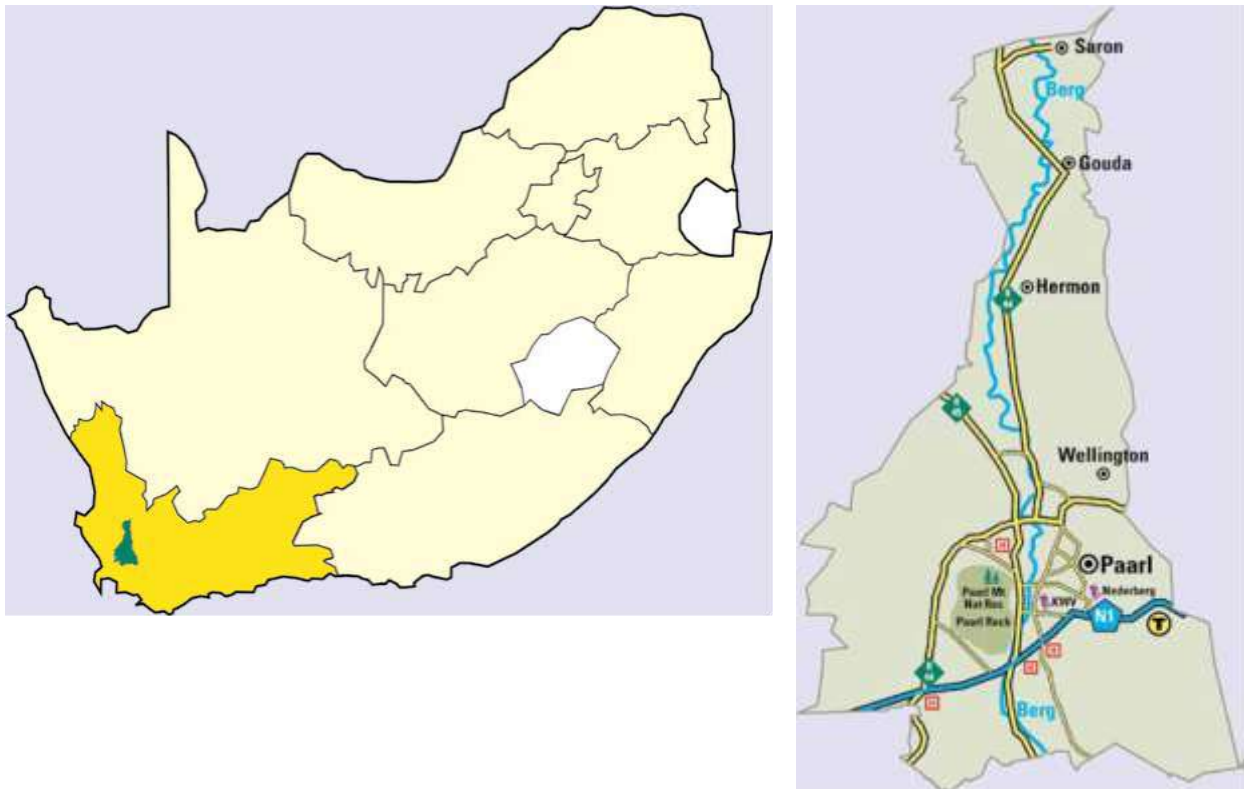 Saron
Berg
Gouda
Hermon
Wellington
Paarl
Paarl Mt
Nat Res
Paarl Rock
KWV
Nederberg
N1
T
Berg